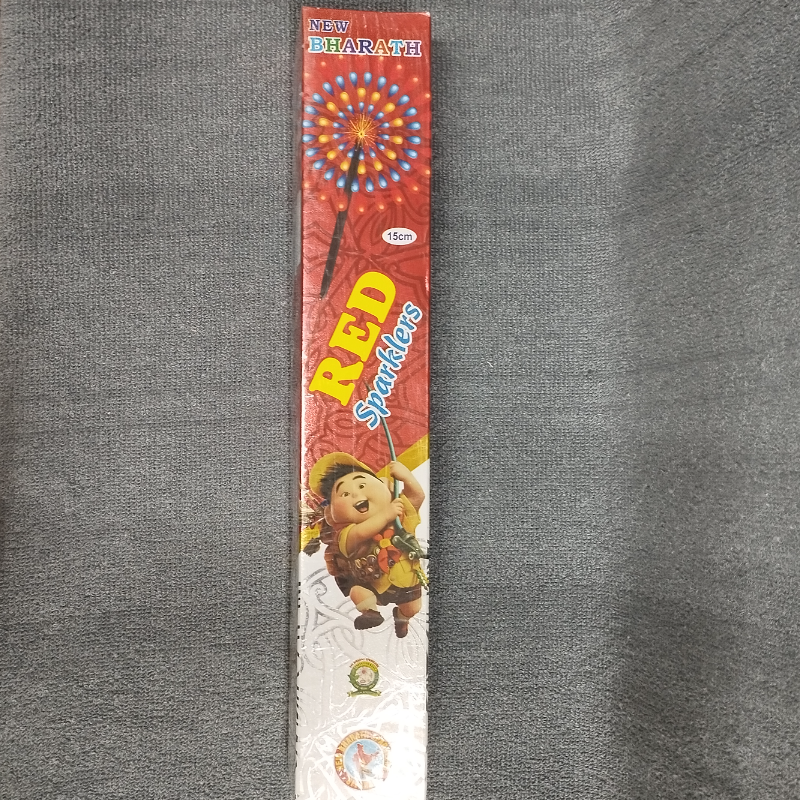 NEW
BHARATH
15cm
RED
Sparklers